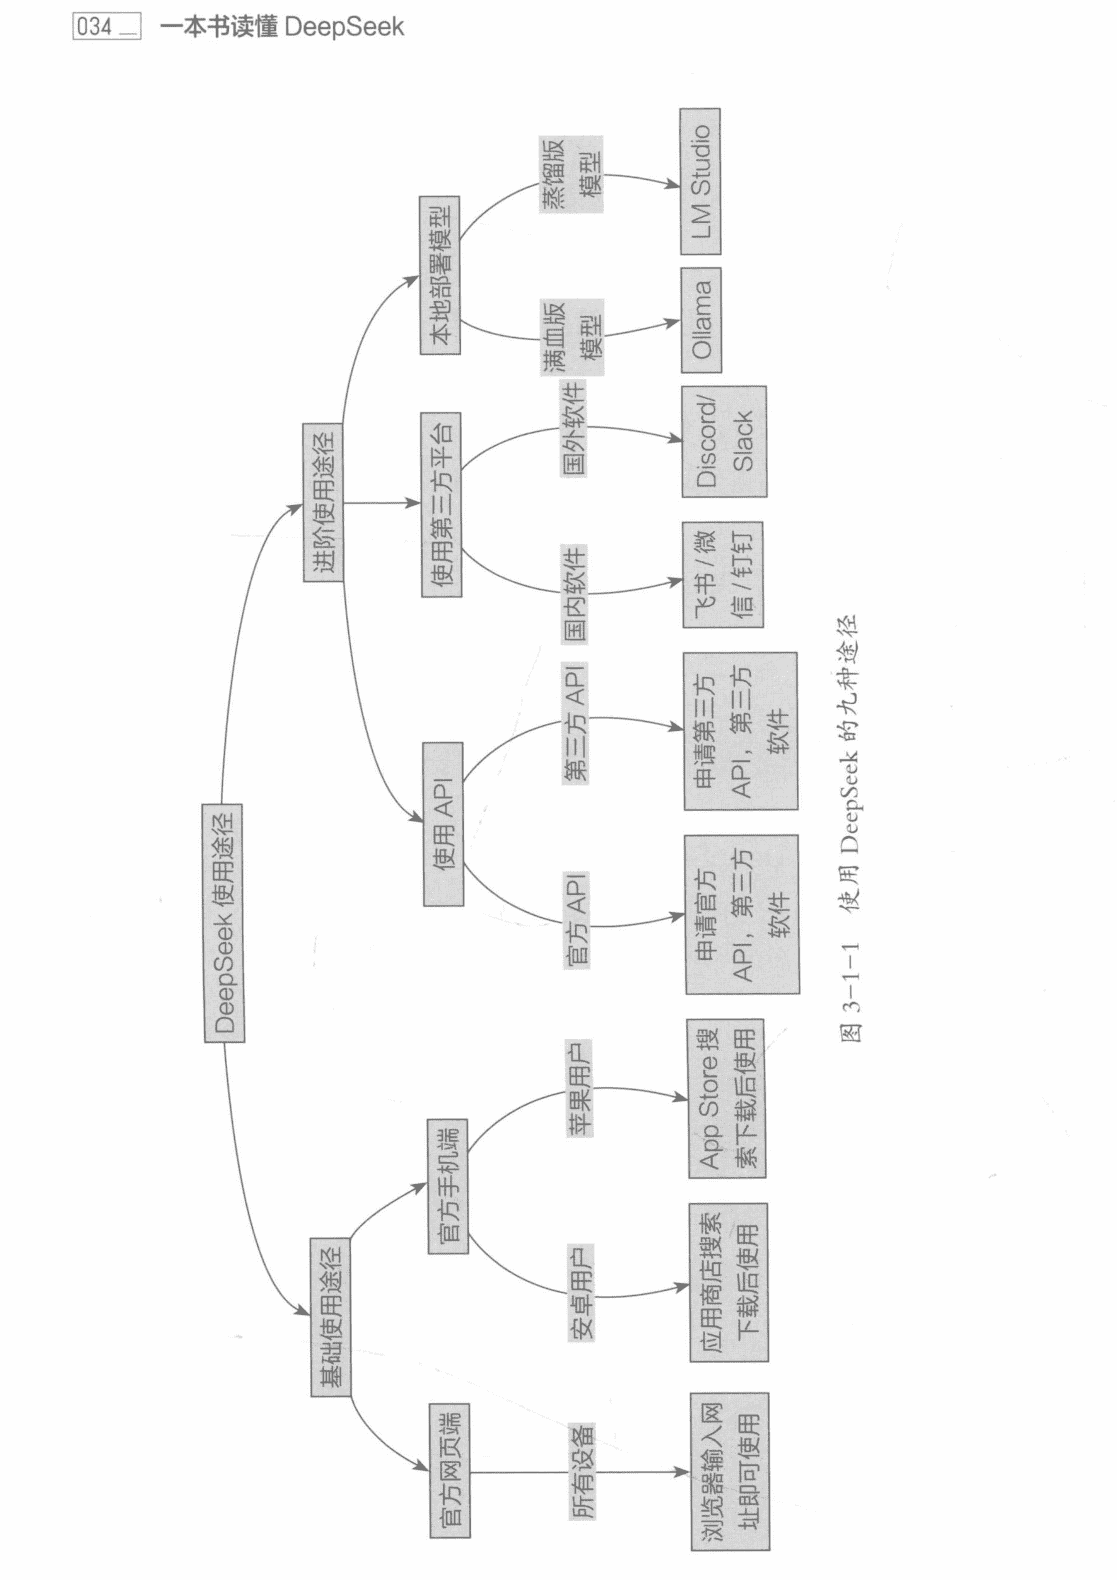 034
一本书读懂 DeepSeek
DeepSeek 使用途径
基础使用途径
进阶使用途径
官方网页端
官方手机端
使用 API
使用第三方平台
本地部署模型
所有设备
安卓用户
苹果用户
官方 API
第三方 API
国内软件
国外软件
满血版
模型
蒸馏版
模型
浏览器输入网
址即可使用
应用商店搜索
下载后使用
App Store 搜
索下载后使用
申请官方
API，第三方
软件
申请第三方
API，第三方
软件
飞书 / 微
信 / 钉钉
Discord/
Slack
Ollama
LM Studio
图 3-1-1 使用 DeepSeek 的九种途径